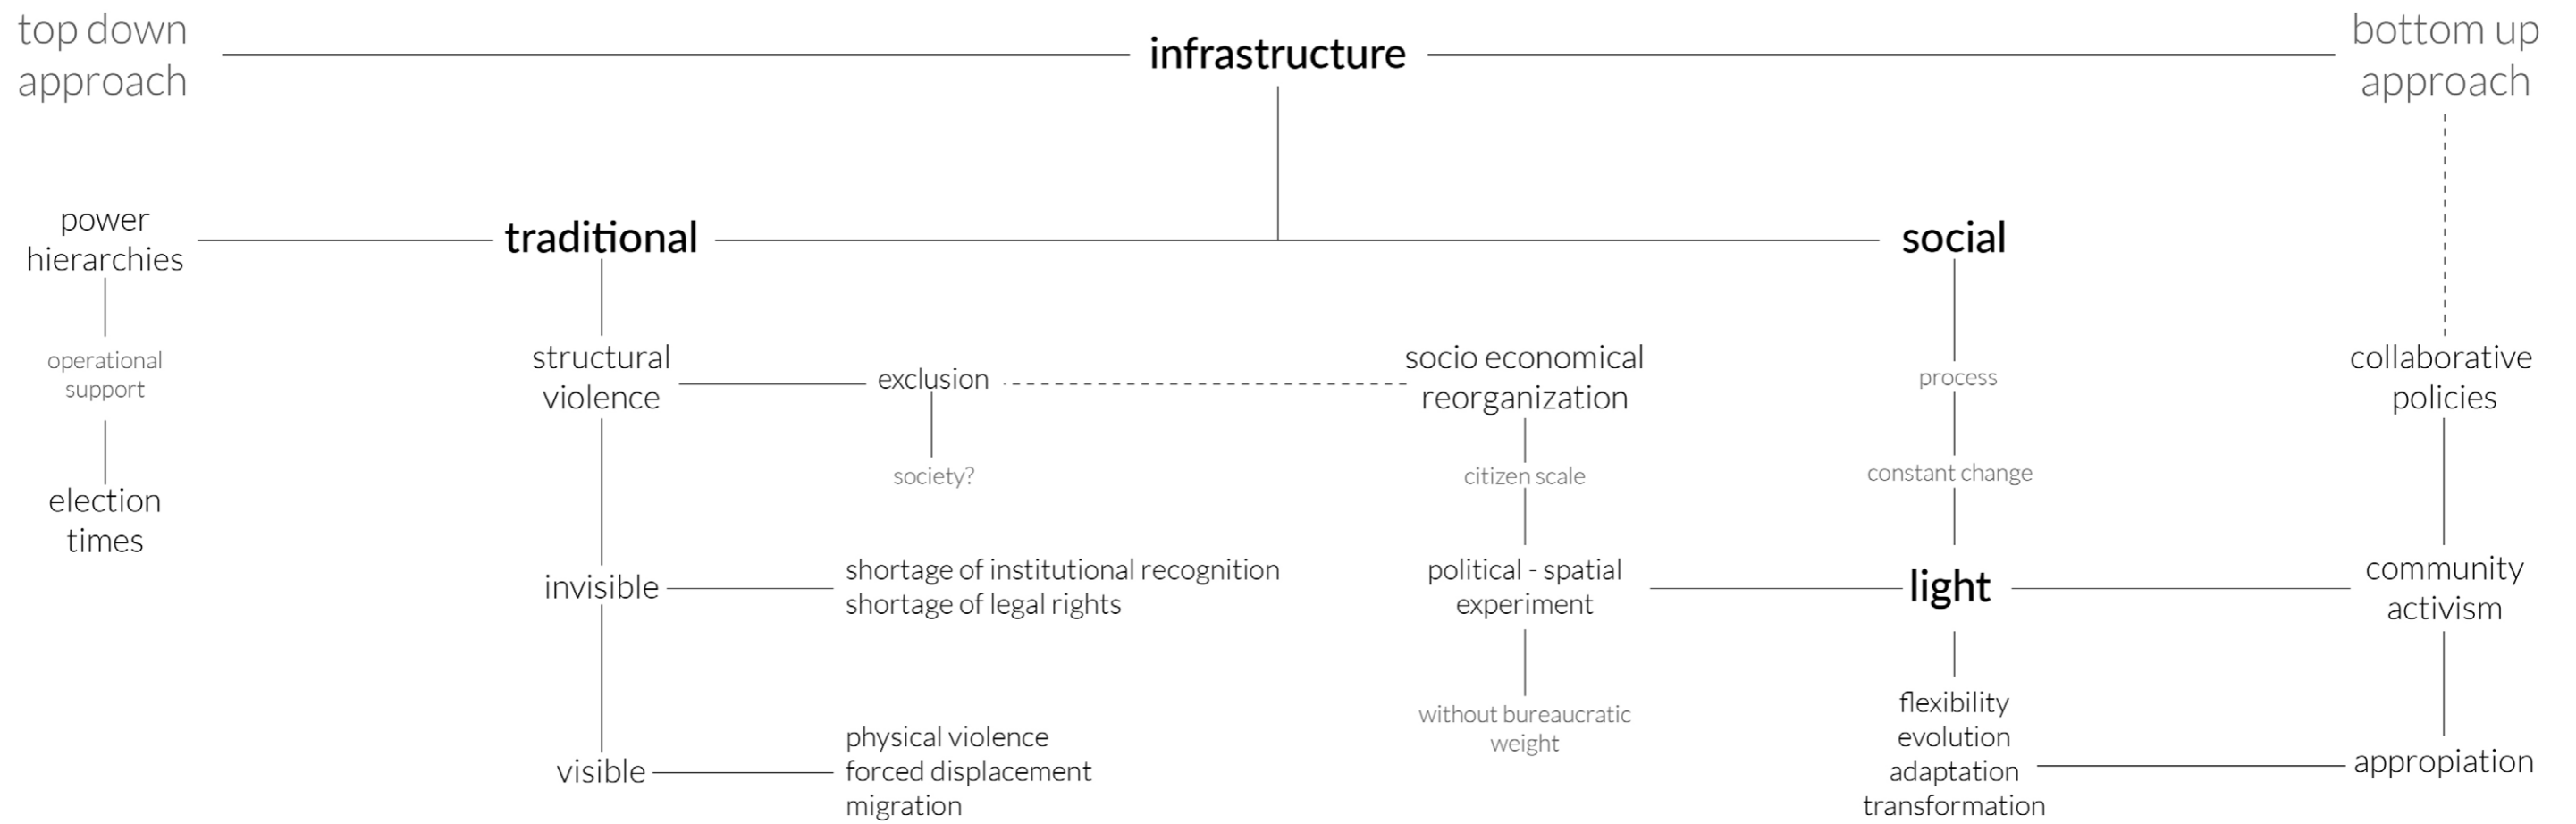 top down
approach
infrastructure
bottom up
approach
power
hierarchies
traditional
social
operational
support
election
times
structural
violence
exclusion
society?
socio economical
reorganization
citizen scale
process
constant change
collaborative
policies
invisible
shortage of institutional recognition
shortage of legal rights
political - spatial
experiment
light
community
activism
without bureaucratic
weight
visible
physical violence
forced displacement
migration
flexibility
evolution
adaptation
transformation
appropiation